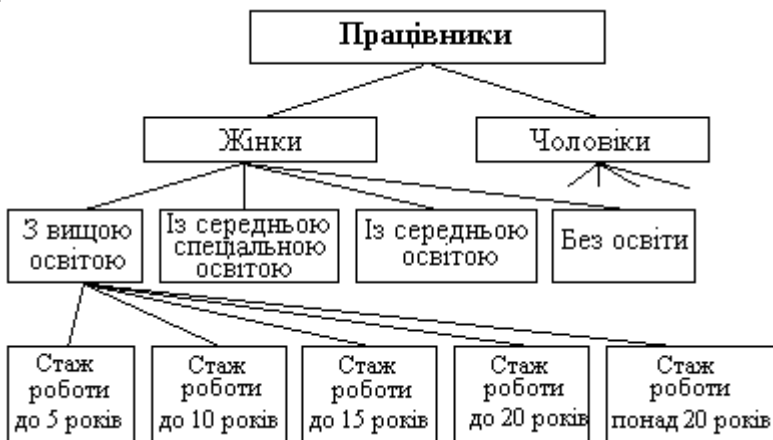 Працівники
Жінки
Чоловіки
З вищою
освітою
Із середньою
спеціальною
освітою
Із середньою
освітою
Без освіти
Стаж
роботи
до 5 років
Стаж
роботи
до 10 років
Стаж
роботи
до 15 років
Стаж
роботи
до 20 років
Стаж
роботи
понад 20 років